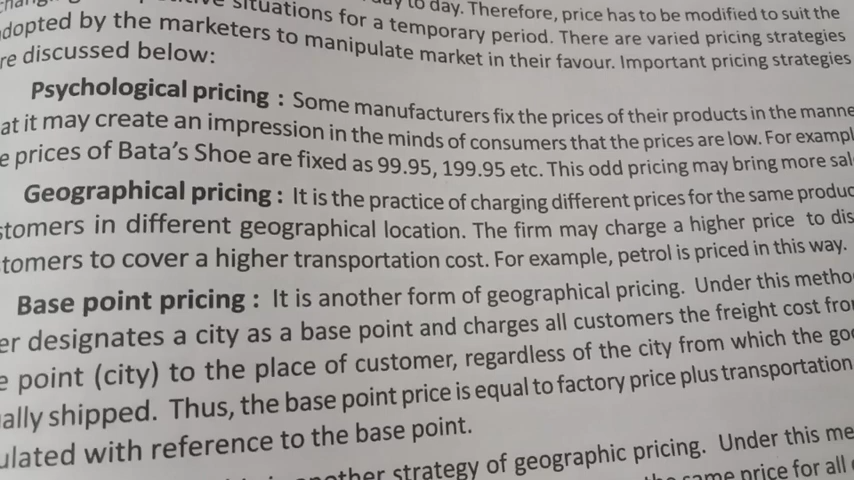 situations for a day to day. Therefore, price has to be modified to suit the
dopted by the marketers to manipulate market in their favour. Important pricing strategies
temporary period. There are varied pricing strategies
re discussed below:
Psychological pricing : Some manufacturers fix the prices of their products in the manne
at it may create an impression in the minds of consumers that the prices are low. For exampl
e prices of Bata's Shoe are fixed as 99.95, 199.95 etc. This odd pricing may bring more sal
Geographical pricing : It is the practice of charging different prices for the same produc
stomers in different geographical location. The firm may charge a higher price to dis
tomers to cover a higher transportation cost. For example, petrol is priced in this way.
Base point pricing : It is another form of geographical pricing. Under this metho
er designates a city as a base point and charges all customers the freight cost fro
e point (city) to the place of customer, regardless of the city from which the goo
ally shipped. Thus, the base point price is equal to factory price plus transportation
ulated with reference to the base point.
another strategy of geographic pricing. Under this me
same price for all